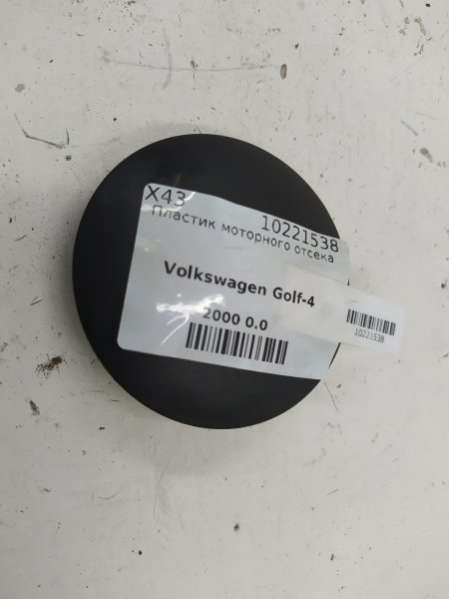 X43 10221538
Пластик моторного отсека
Volkswagen Golf-4
2000 0.0
10221538